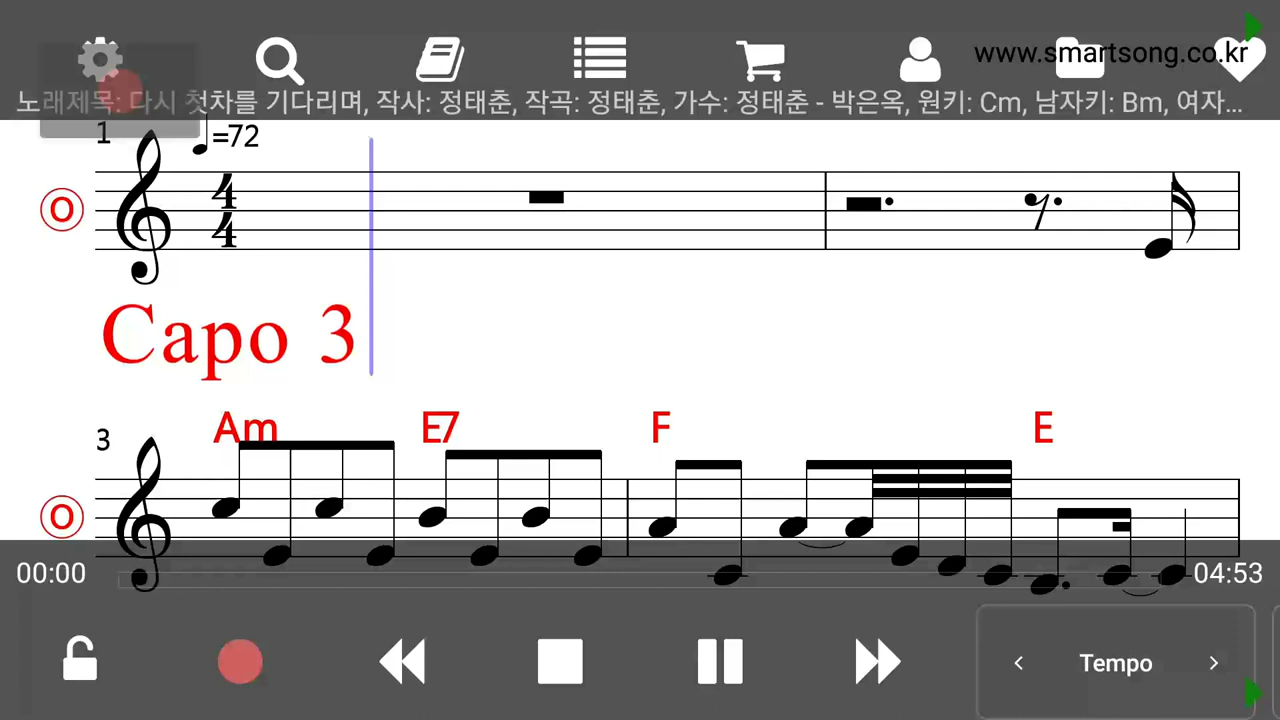 www.smartsong.co.kr
노래제목: 다시 첫차를 기다리며, 작사: 정태춘, 작곡: 정태춘, 가수: 정태춘 - 박은옥, 원키: Cm, 남자키: Bm, 여자...
1 =72
4
4
O
Capo 3
Am E7 F E
3
O
00:00 04:53
< Tempo >